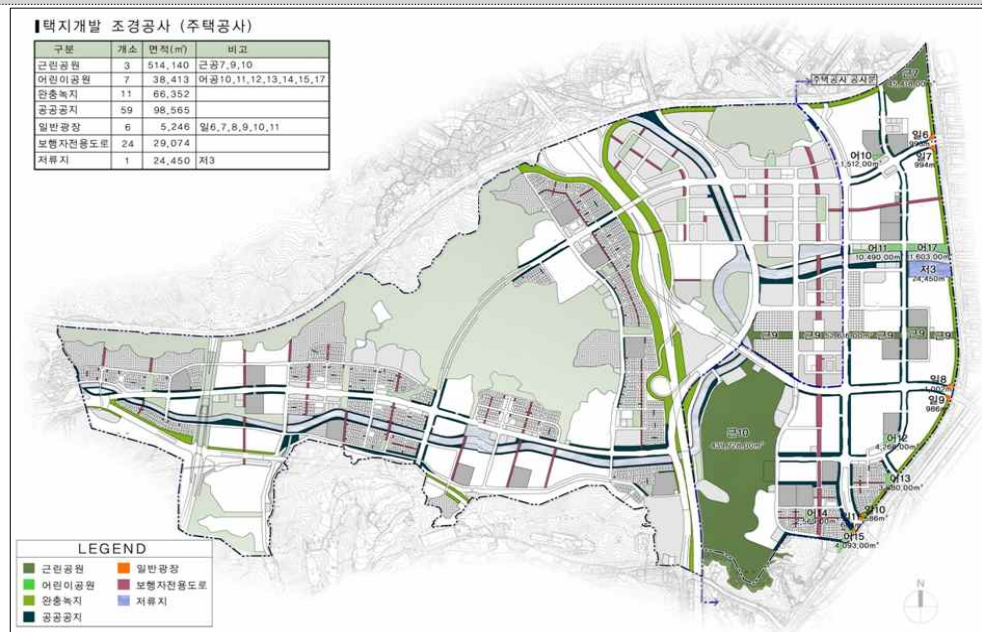 택지개발 조경공사 (주택공사)
구분 개소 면적(㎡) 비고
근린공원 3 514,140 근공7,9,10
어린이공원 7 38,413 어공10,11,12,13,14,15,17
완충녹지 11 66,352
공공공지 59 98,565
일반광장 6 5,246 일6,7,8,9,10,11
보행자전용도로 24 29,074
저류지 1 24,450 저3
주택공사 공사분
근7
일6
어10
1,512.00㎡
일7
994㎡
어11
10,490.00㎡
어17
저3
24,450㎡
근9 근9 근9 근9
일8
일9
986㎡
근10
어12
어13
어14
일10
어15
4,093.00㎡
N
LEGEND
근린공원 일반광장
어린이공원 보행자전용도로
완충녹지 저류지
공공공지